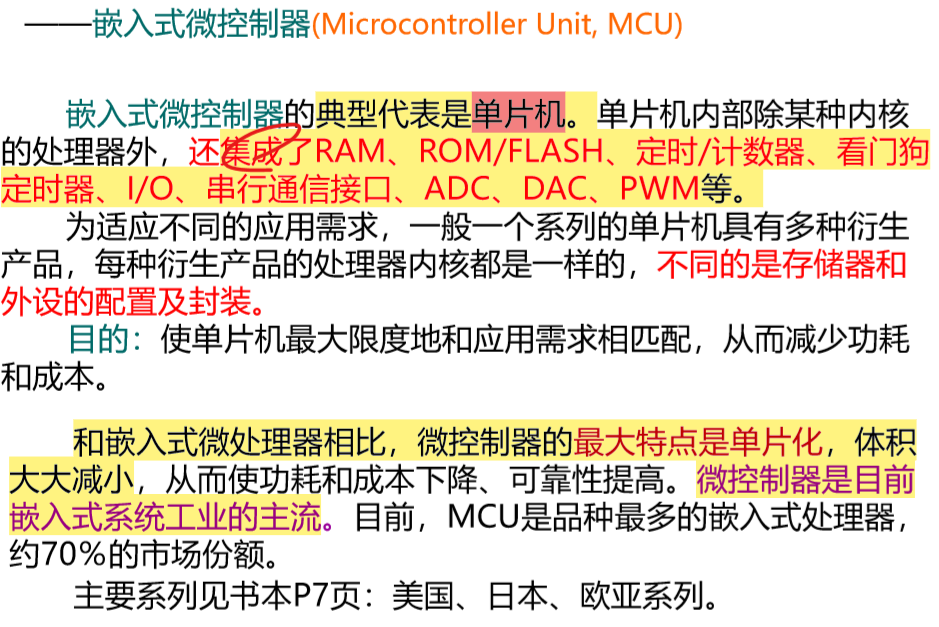 ——嵌入式微控制器(Microcontroller Unit, MCU)
嵌入式微控制器的典型代表是单片机。单片机内部除某种内核
的处理器外，还集成了RAM、ROM/FLASH、定时/计数器、看门狗
定时器、I/O、串行通信接口、ADC、DAC、PWM等。
为适应不同的应用需求，一般一个系列的单片机具有多种衍生
产品，每种衍生产品的处理器内核都是一样的，不同的是存储器和
外设的配置及封装。
目的：使单片机最大限度地和应用需求相匹配，从而减少功耗
和成本。
和嵌入式微处理器相比，微控制器的最大特点是单片化，体积
大大减小，从而使功耗和成本下降、可靠性提高。微控制器是目前
嵌入式系统工业的主流。目前，MCU是品种最多的嵌入式处理器，
约70%的市场份额。
主要系列见书本P7页：美国、日本、欧亚系列。